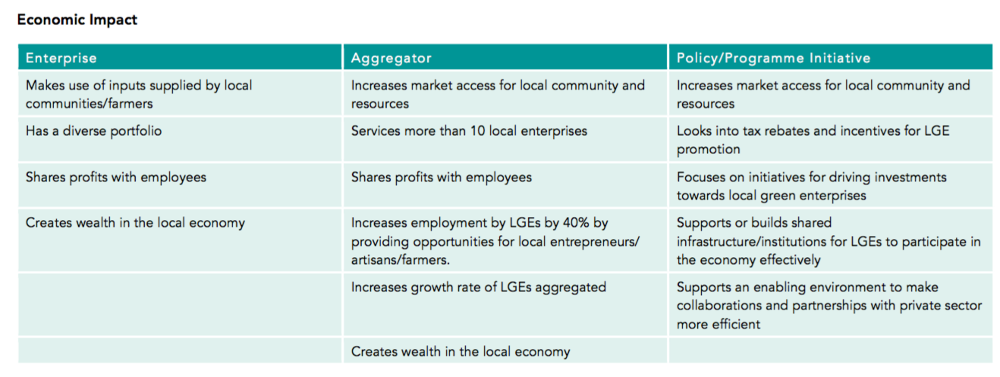 Economic Impact
Enterprise
Aggregator
Policy/Programme Initiative
Makes use of inputs supplied by local
communities/farmers
Increases market access for local community and
resources
Increases market access for local community and
resources
Has a diverse portfolio
Services more than 10 local enterprises
Looks into tax rebates and incentives for LGE
promotion
Shares profits with employees
Shares profits with employees
Focuses on initiatives for driving investments
towards local green enterprises
Creates wealth in the local economy
Increases employment by LGEs by 40% by
providing opportunities for local entrepreneurs/
artisans/farmers.
Supports or builds shared
infrastructure/institutions for LGEs to participate in
the economy effectively
Increases growth rate of LGEs aggregated
Supports an enabling environment to make
collaborations and partnerships with private sector
more efficient
Creates wealth in the local economy